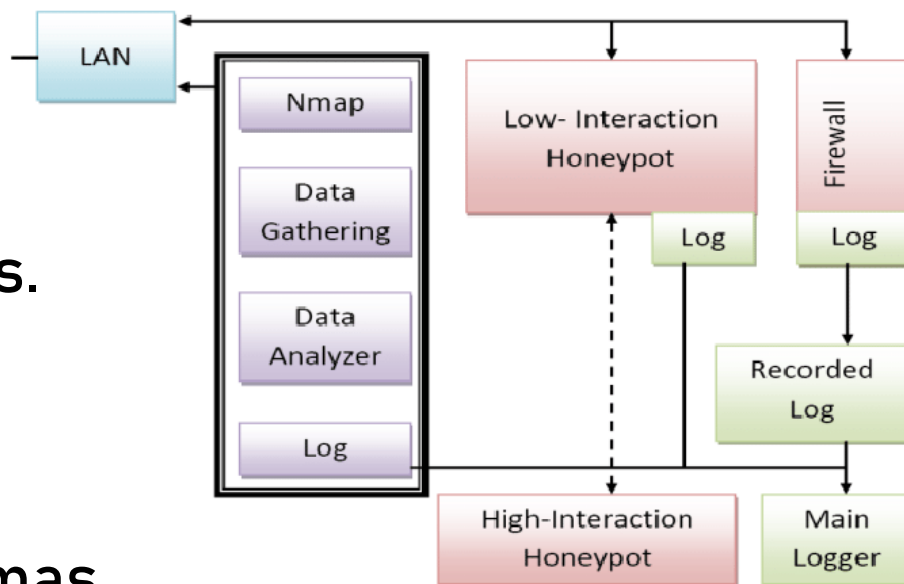 LAN
Nmap
Data
Gathering
Data
Analyzer
Log
Low- Interaction
Honeypot
Log
Firewall
Log
Recorded
Log
High-Interaction
Honeypot
Main
Logger
s.
mas